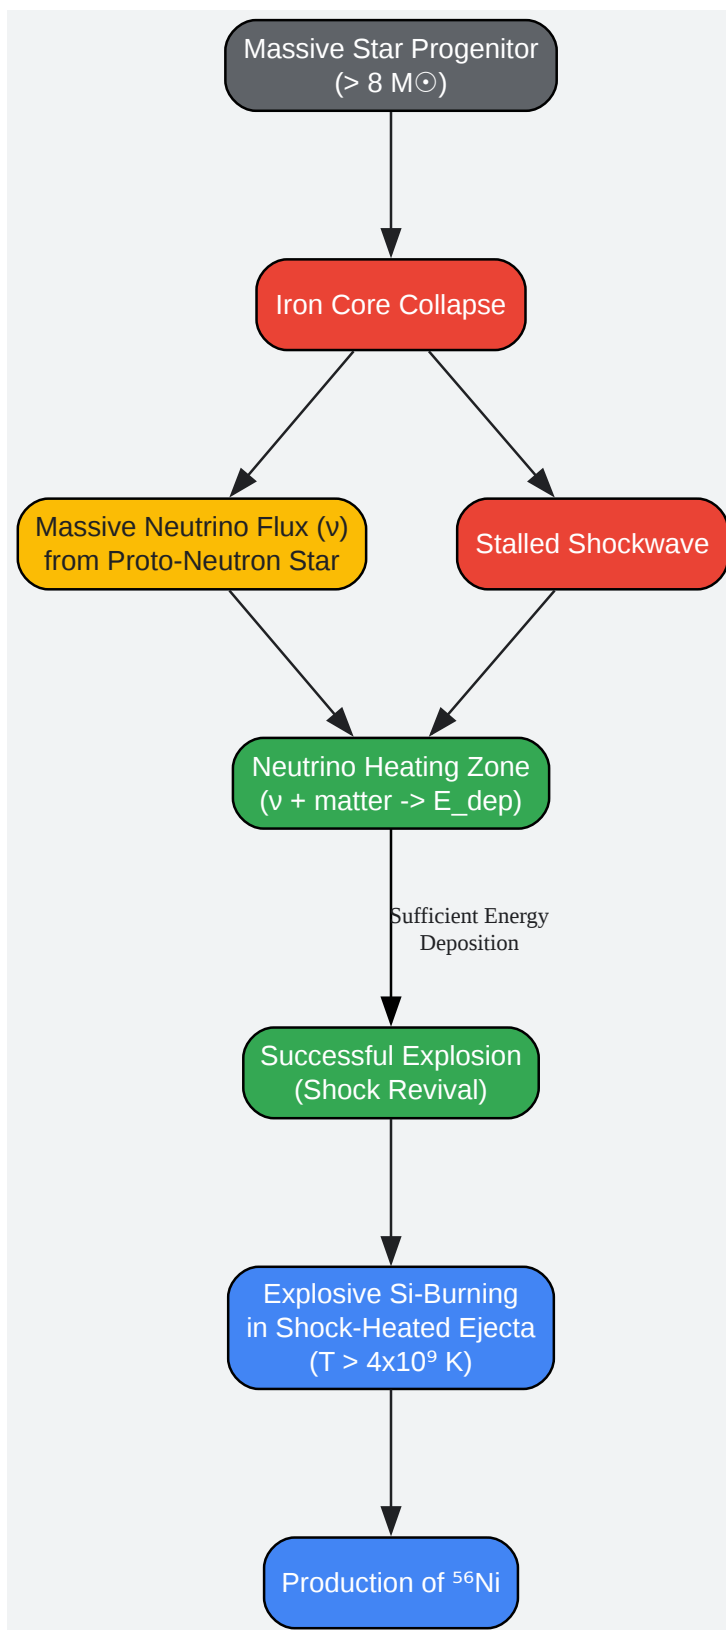 Massive Star Progenitor
(> 8 M☉)
Iron Core Collapse
Massive Neutrino Flux (ν)
from Proto-Neutron Star
Stalled Shockwave
Neutrino Heating Zone
(ν + matter -> E_dep)
Sufficient Energy
Deposition
Successful Explosion
(Shock Revival)
Explosive Si-Burning
in Shock-Heated Ejecta
(T > 4x10⁹ K)
Production of ⁵⁶Ni